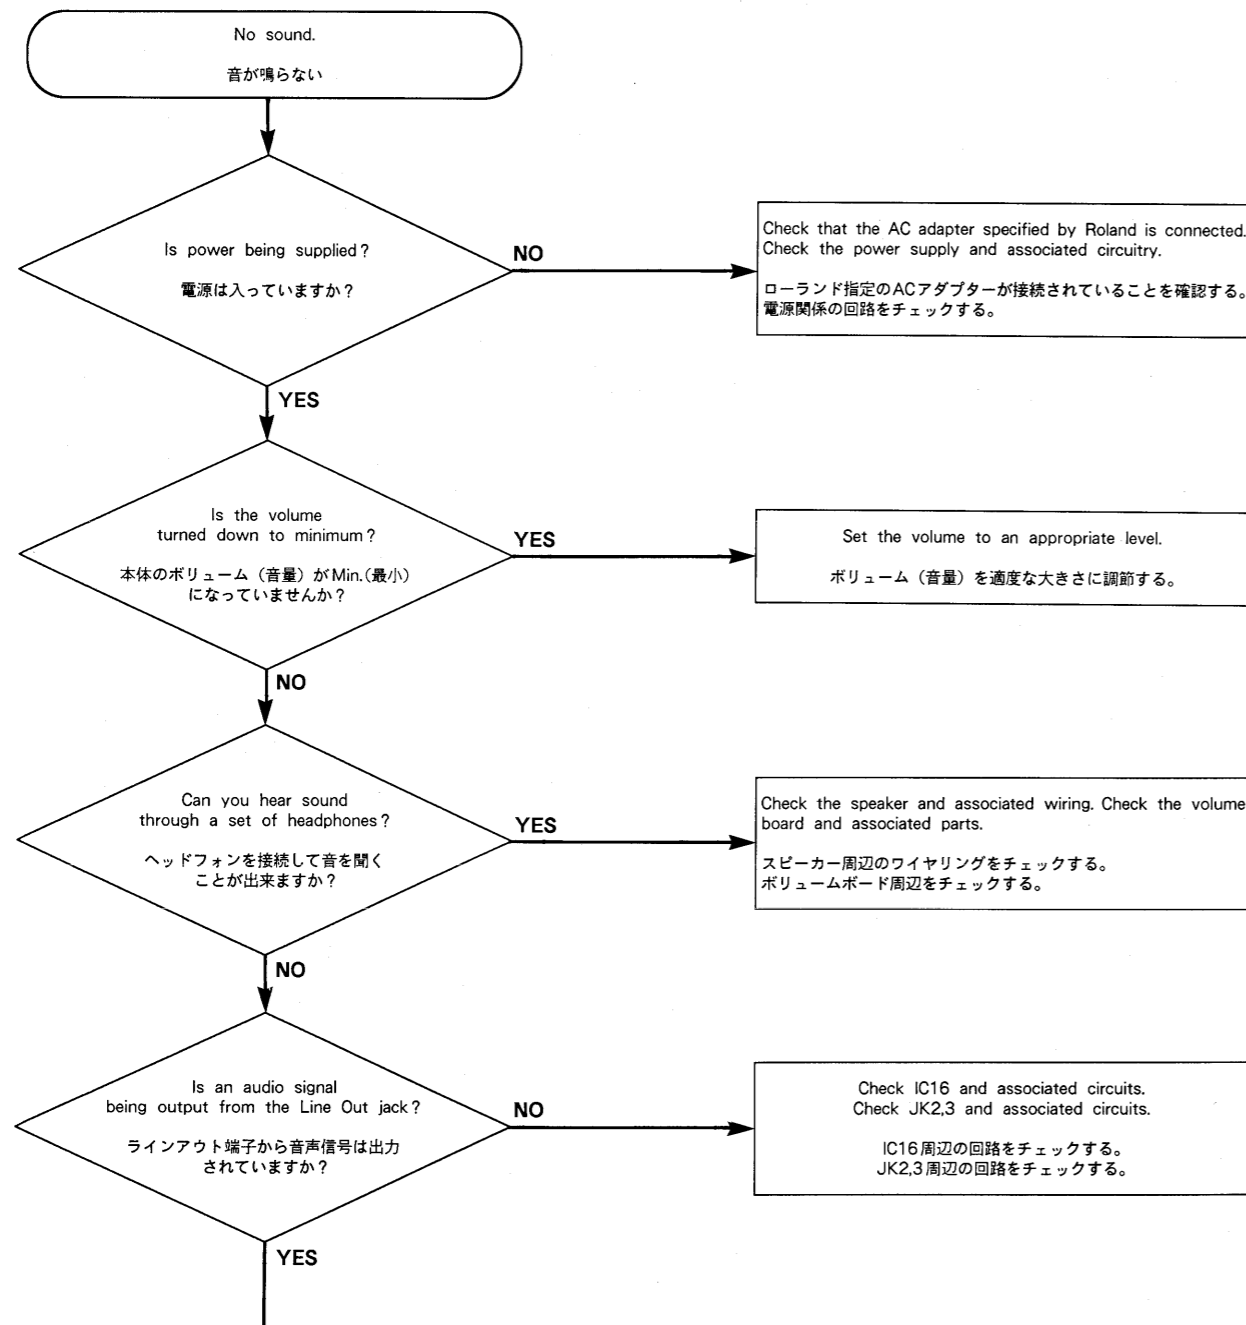 No sound.
音が鳴らない
Is power being supplied?
電源は入っていますか?
NO
Check that the AC adapter specified by Roland is connected.
Check the power supply and associated circuitry.
ローランド指定のACアダプターが接続されていることを確認する。
電源関係の回路をチェックする。
YES
Is the volume
turned down to minimum?
本体のボリューム（音量）がMin.(最小)
になっていませんか?
YES
Set the volume to an appropriate level.
ボリューム（音量）を適度な大きさに調節する。
NO
Can you hear sound
through a set of headphones?
ヘッドフォンを接続して音を聞く
ことが出来ますか?
YES
Check the speaker and associated wiring. Check the volume
board and associated parts.
スピーカー周辺のワイヤリングをチェックする。
ボリュームボード周辺をチェックする。
NO
Is an audio signal
being output from the Line Out jack?
ラインアウト端子から音声信号は出力
されていますか?
NO
Check IC16 and associated circuits.
Check JK2,3 and associated circuits.
IC16周辺の回路をチェックする。
JK2,3周辺の回路をチェックする。
YES